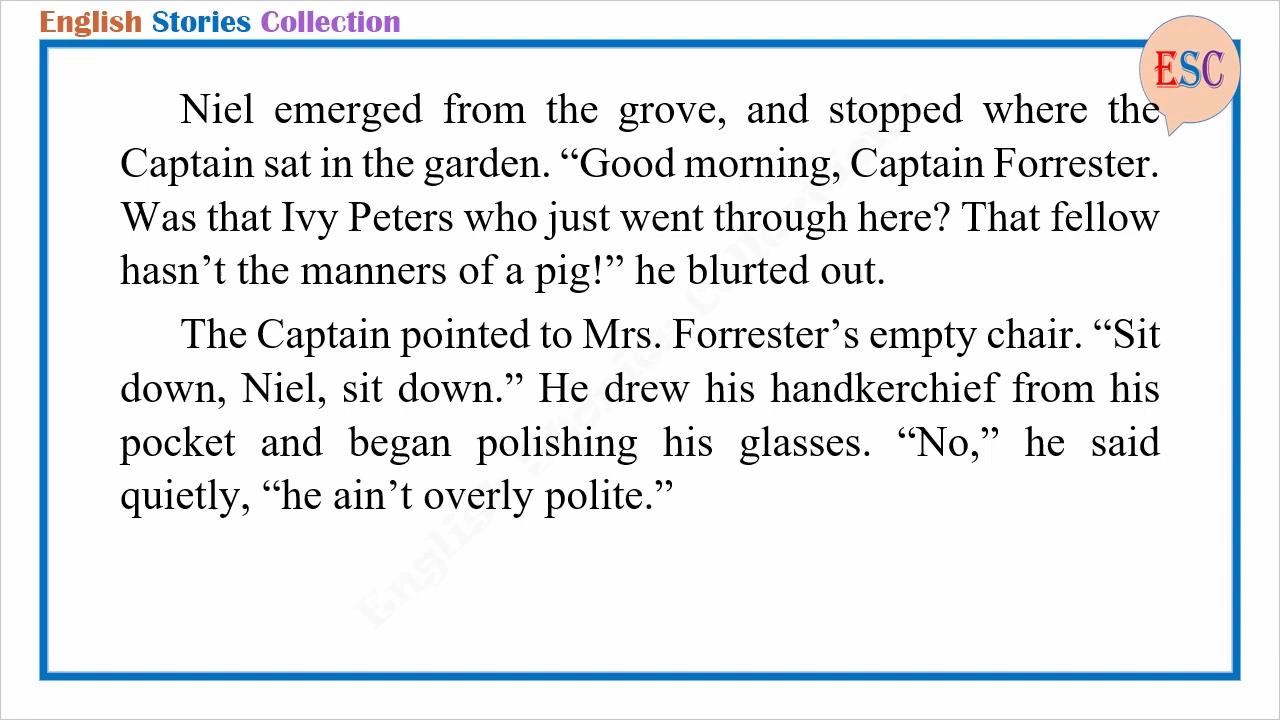 English Stories Collection
ESC
Niel emerged from the grove, and stopped where the
Captain sat in the garden. “Good morning, Captain Forrester.
Was that Ivy Peters who just went through here? That fellow
hasn’t the manners of a pig!” he blurted out.
The Captain pointed to Mrs. Forrester’s empty chair. “Sit
down, Niel, sit down.” He drew his handkerchief from his
pocket and began polishing his glasses. “No,” he said
quietly, “he ain’t overly polite.”
English Stories Collection